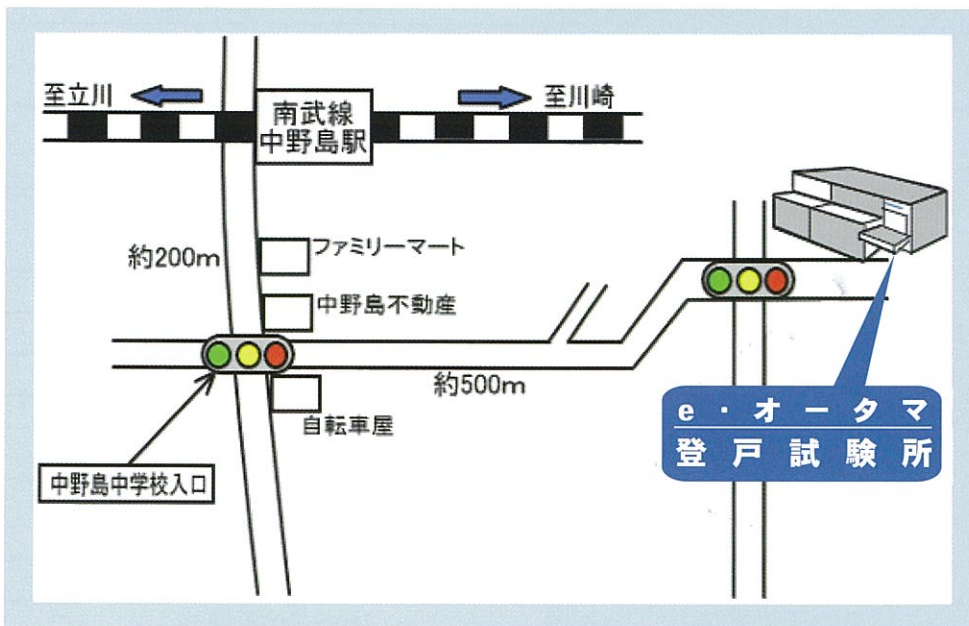 至立川
至川崎
南武線
中野島駅
約200m
ファミリーマート
中野島不動産
約500m
自転車屋
中野島中学校入口
e・オータマ
登戸試験所